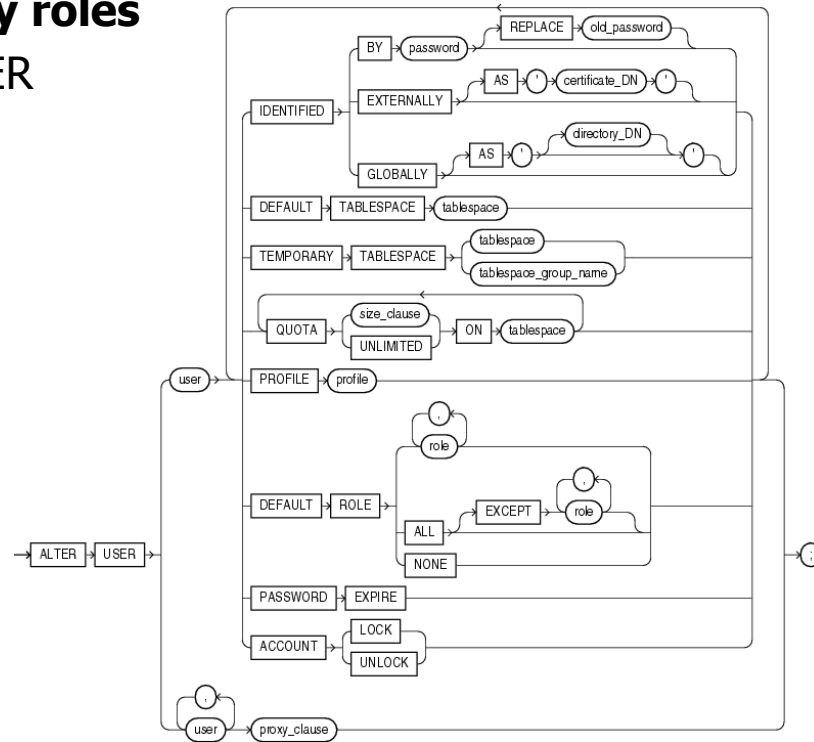 y roles
ER
REPLACE old_password
BY password
AS ' certificate_DN '
EXTERNALLY
IDENTIFIED
directory_DN
AS ' '
GLOBALLY
DEFAULT TABLESPACE tablespace
tablespace
TEMPORARY TABLESPACE
tablespace_group_name
size_clause
QUOTA ON tablespace
UNLIMITED
user PROFILE profile
,
role
,
EXCEPT role
DEFAULT ROLE
ALL
NONE
ALTER USER ;
PASSWORD EXPIRE
LOCK
ACCOUNT
UNLOCK
,
user proxy_clause